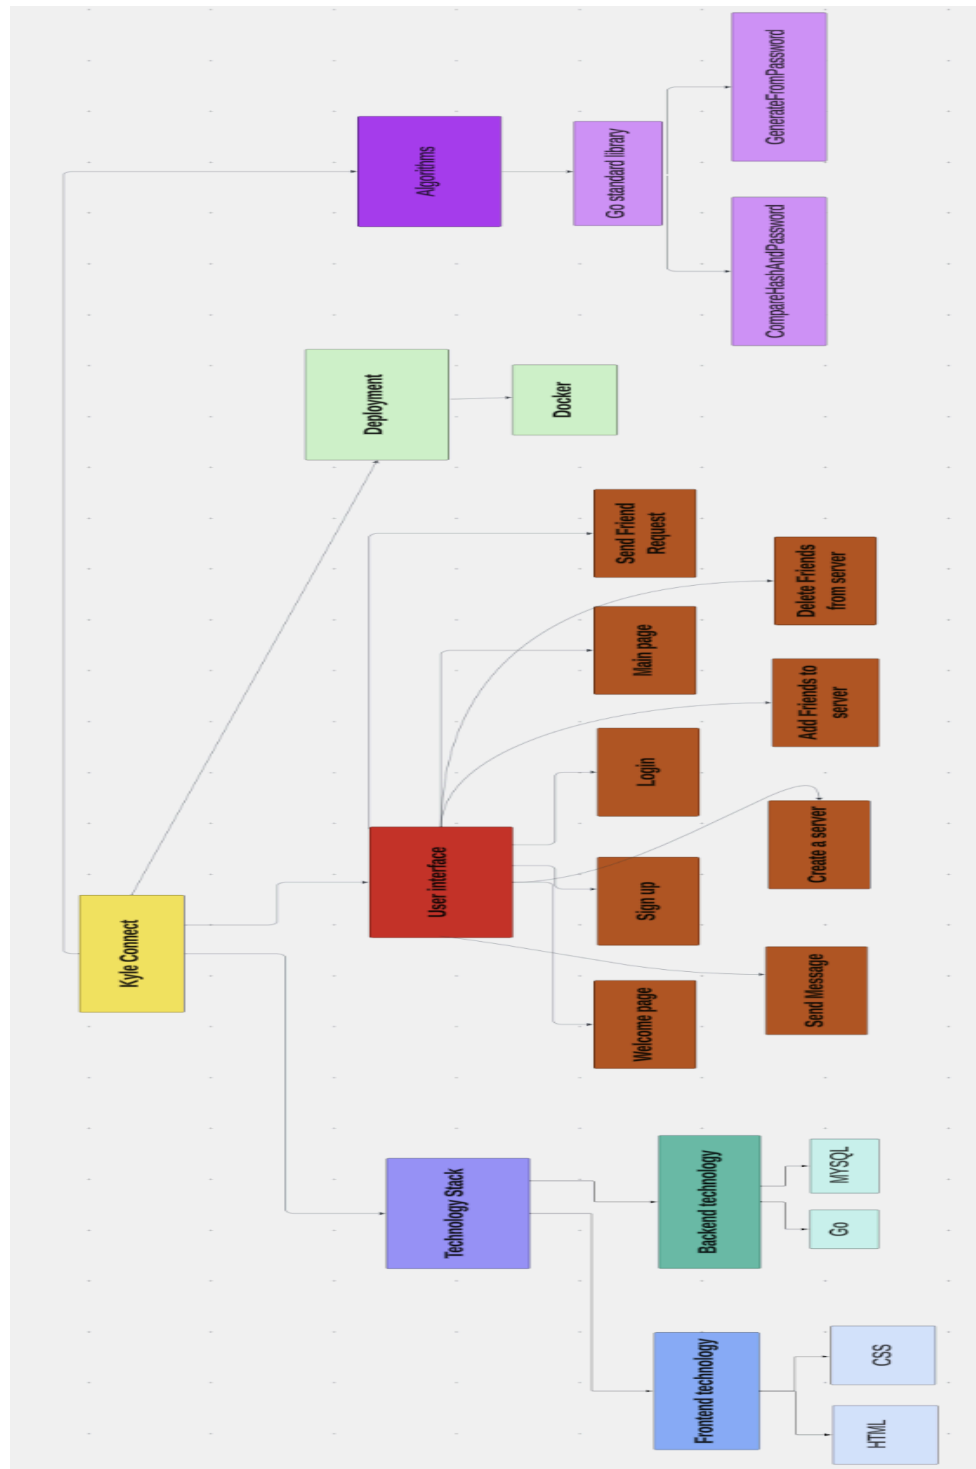 Kyle Connect
Technology Stack
User interface
Deployment
Algorithms
Frontend technology
Backend technology
Welcome page
Sign up
Login
Main page
Send Friend
Request
Docker
Go standard library
HTML
CSS
Go
MYSQL
Send Message
Create a server
Add Friends to
server
Delete Friends
from server
CompareHashAndPassword
GenerateFromPassword